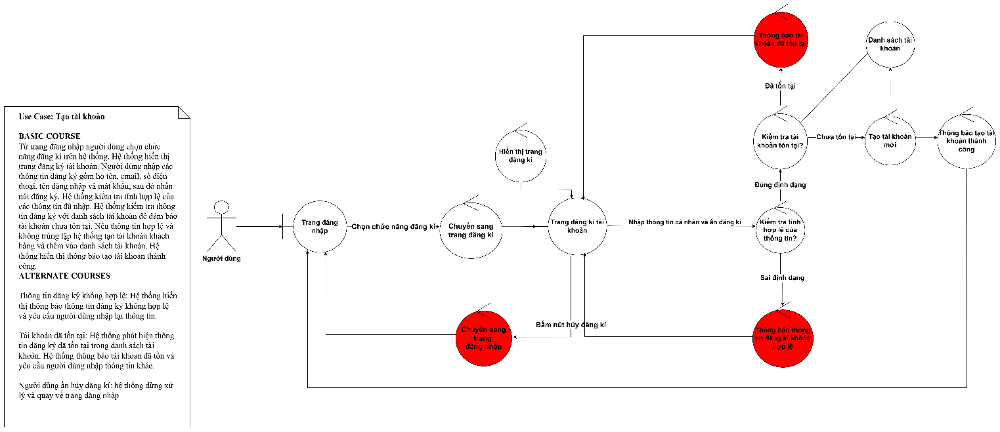 Use Case: Tạo tài khoản
BASIC COURSE
Từ trang đăng nhập người dùng chọn chức
năng đăng kí trên hệ thống. Hệ thống hiển thị
trang đăng ký tài khoản. Người dùng nhập các
thông tin đăng ký gồm họ tên, email, số điện
thoại, tên đăng nhập và mật khẩu, sau đó nhấn
nút đăng ký. Hệ thống kiểm tra tính hợp lệ của
các thông tin đã nhập. Hệ thống kiểm tra thông
tin đăng ký với danh sách tài khoản để đảm bảo
tài khoản chưa tồn tại. Nếu thông tin hợp lệ và
không trùng lặp hệ thống tạo tài khoản khách
hàng và thêm vào danh sách tài khoản. Hệ
thống hiển thị thông báo tạo tài khoản thành
công.
ALTERNATE COURSES
Thông tin đăng ký không hợp lệ: Hệ thống hiển
thị thông báo thông tin đăng ký không hợp lệ
và yêu cầu người dùng nhập lại thông tin.
Tài khoản đã tồn tại: Hệ thống phát hiện thông
tin đăng ký đã tồn tại trong danh sách tài
khoản. Hệ thống thông báo tài khoản đã tồn và
yêu cầu người dùng nhập thông tin khác.
Người dùng ấn hủy đăng kí: hệ thống dừng xử
lý và quay về trang đăng nhập
Người dùng
Trang đăng
nhập
Chọn chức năng đăng kí
Chuyển sang
trang đăng kí
Hiển thị trang
đăng kí
Trang đăng kí tài
khoản
Nhập thông tin cá nhân và ấn đăng kí
Kiểm tra tính
hợp lệ của
thông tin?
Đúng định dạng
Kiểm tra tài
khoản tồn tại?
Đã tồn tại
Thông báo tài
khoản đã tồn tại
Danh sách tài
khoản
Chưa tồn tại
Tạo tài khoản
mới
Thông báo tạo tài
khoản thành
công
Sai định dạng
Thông báo thông
tin đăng kí không
hợp lệ
Bấm nút hủy đăng kí
Chuyển sang
trang
đăng nhập